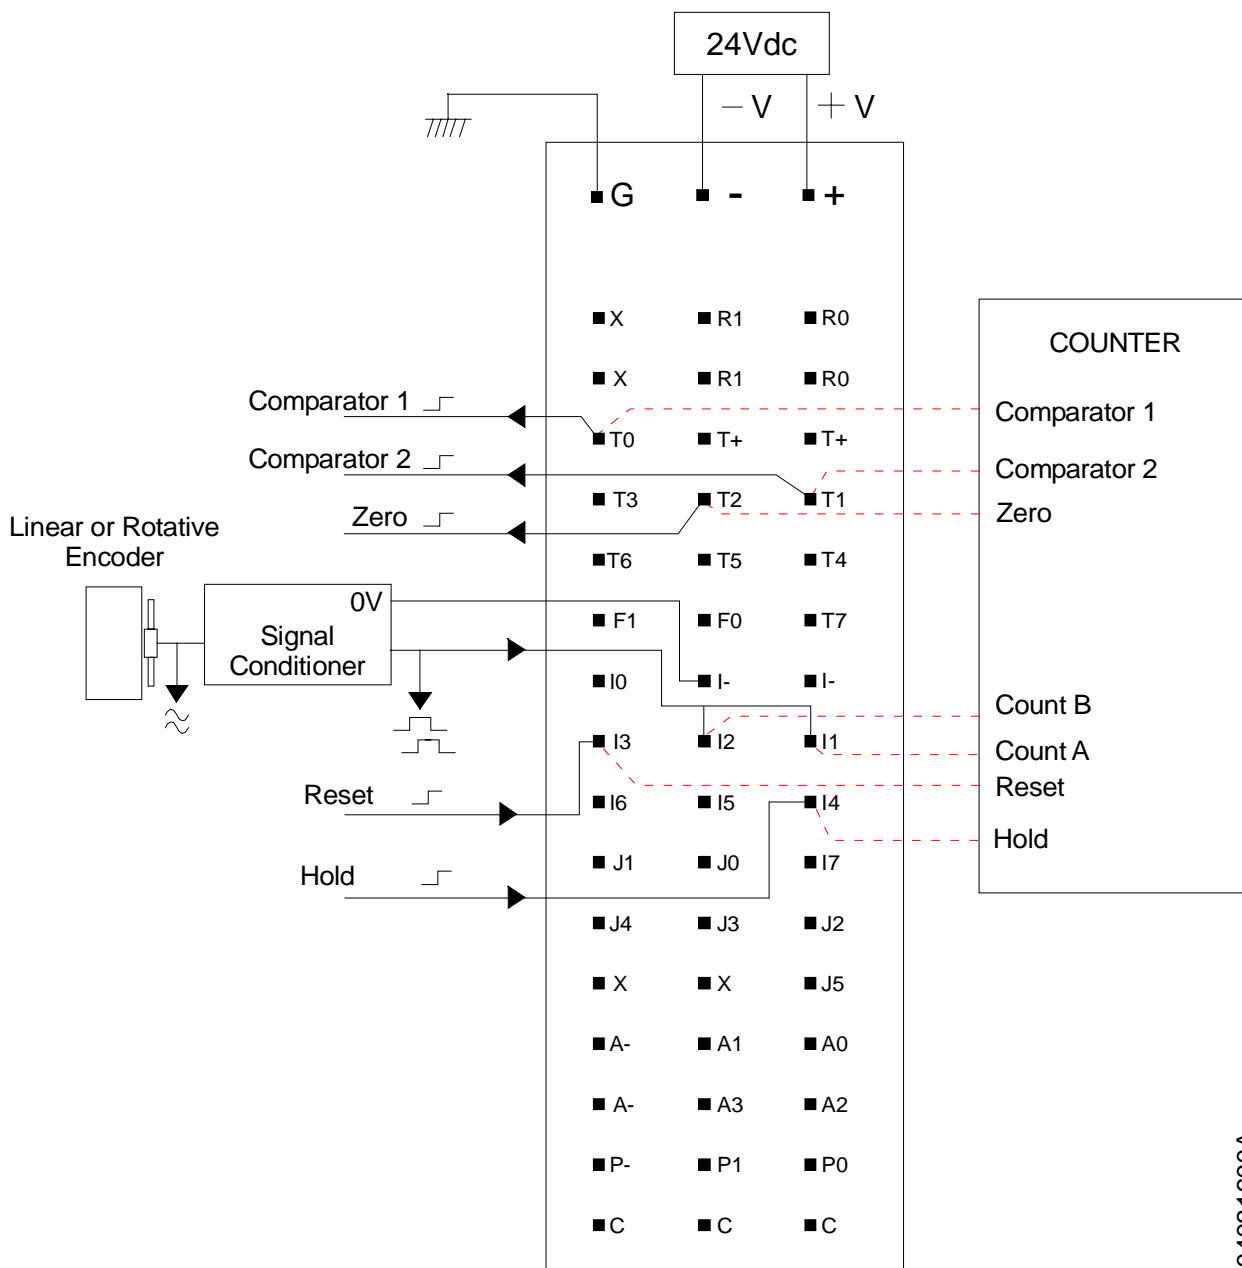 24Vdc
— V + V
G - +
X R1 R0
COUNTER
X R1 R0
Comparator 1
Comparator 1
T0 T+ T+
Comparator 2
Comparator 2
T3 T2 T1
Zero
Zero
Linear or Rotative
Encoder
T6 T5 T4
0V
Signal
Conditioner
F1 F0 T7
I0 I- I-
Count B
I3 I2 I1
Count A
Reset
Reset
I6 I5 I4
Hold
J1 J0 I7
Hold
J4 J3 J2
X X J5
A- A1 A0
A- A3 A2
P- P1 P0
C C C